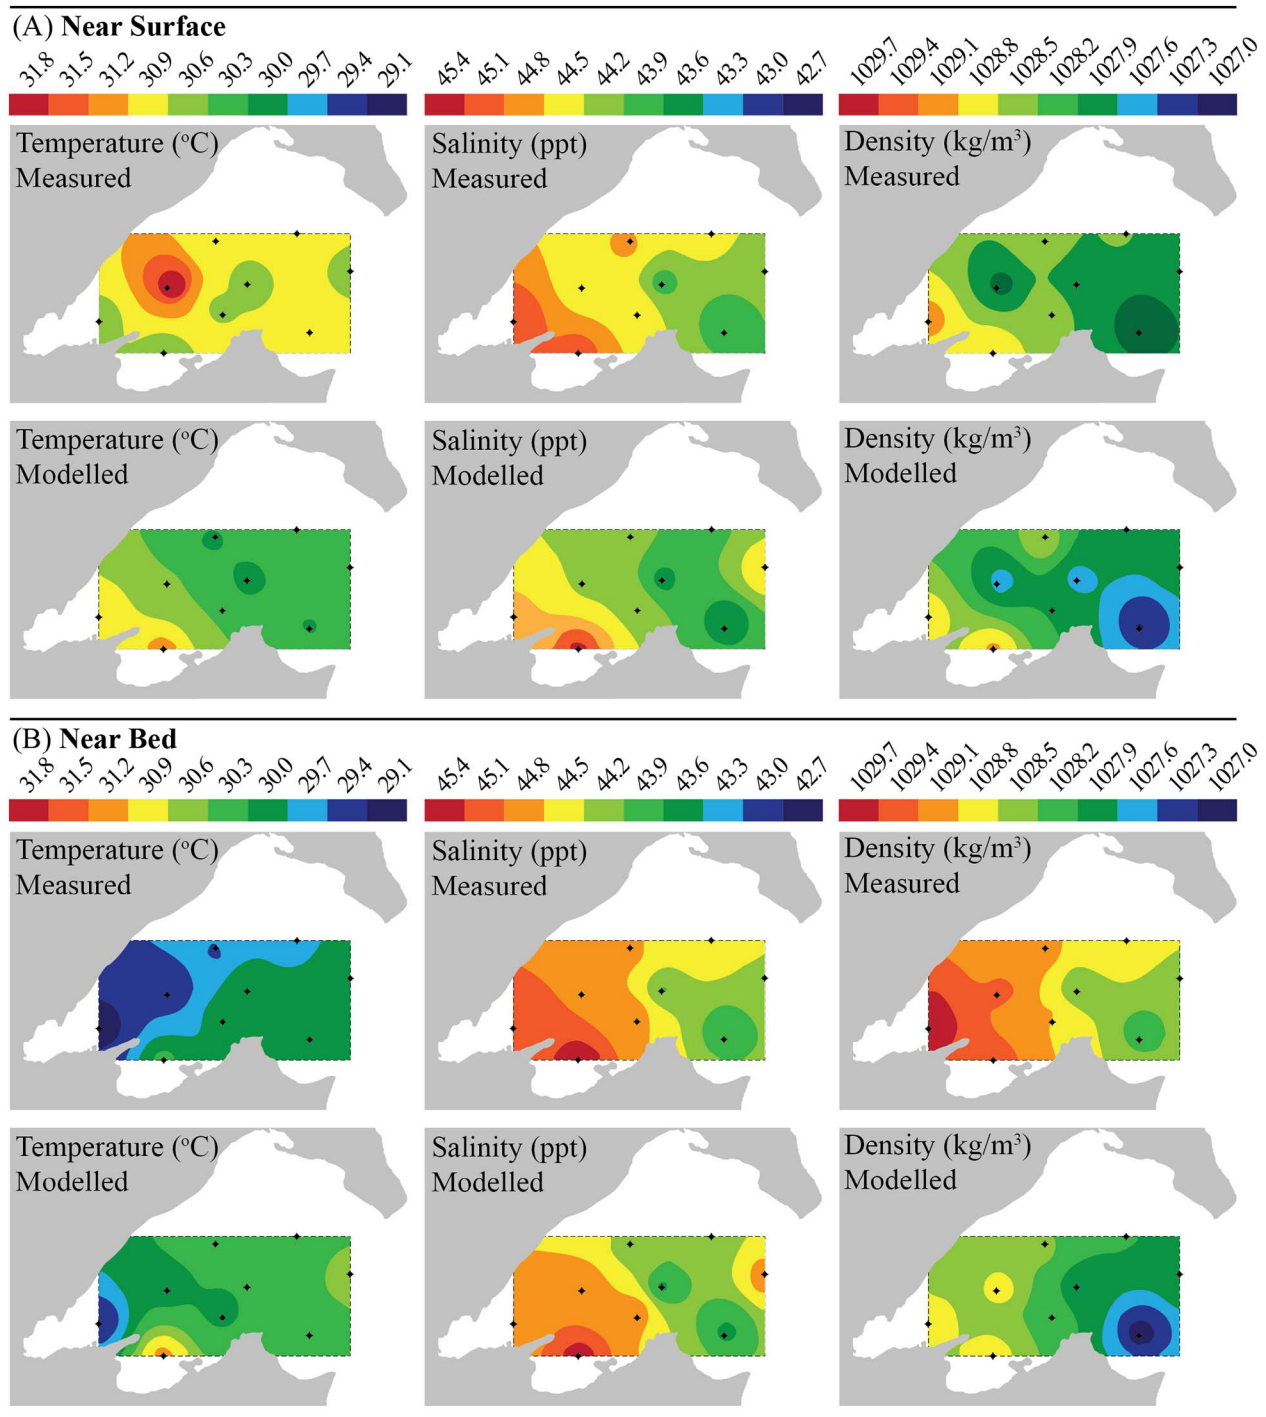 (A) Near Surface
31.8 31.5 31.2 30.9 30.6 30.3 30.0 29.7 29.4 29.1
45.4 45.1 44.8 44.5 44.2 43.9 43.6 43.3 43.0 42.7
1029.7 1029.4 1029.1 1028.8 1028.5 1028.2 1027.9 1027.6 1027.3 1027.0
Temperature (°C)
Measured
Salinity (ppt)
Measured
Density (kg/m³)
Measured
Temperature (°C)
Modelled
Salinity (ppt)
Modelled
Density (kg/m³)
Modelled
(B) Near Bed
31.8 31.5 31.2 30.9 30.6 30.3 30.0 29.7 29.4 29.1
45.4 45.1 44.8 44.5 44.2 43.9 43.6 43.3 43.0 42.7
1029.7 1029.4 1029.1 1028.8 1028.5 1028.2 1027.9 1027.6 1027.3 1027.0
Temperature (°C)
Measured
Salinity (ppt)
Measured
Density (kg/m³)
Measured
Temperature (°C)
Modelled
Salinity (ppt)
Modelled
Density (kg/m³)
Modelled